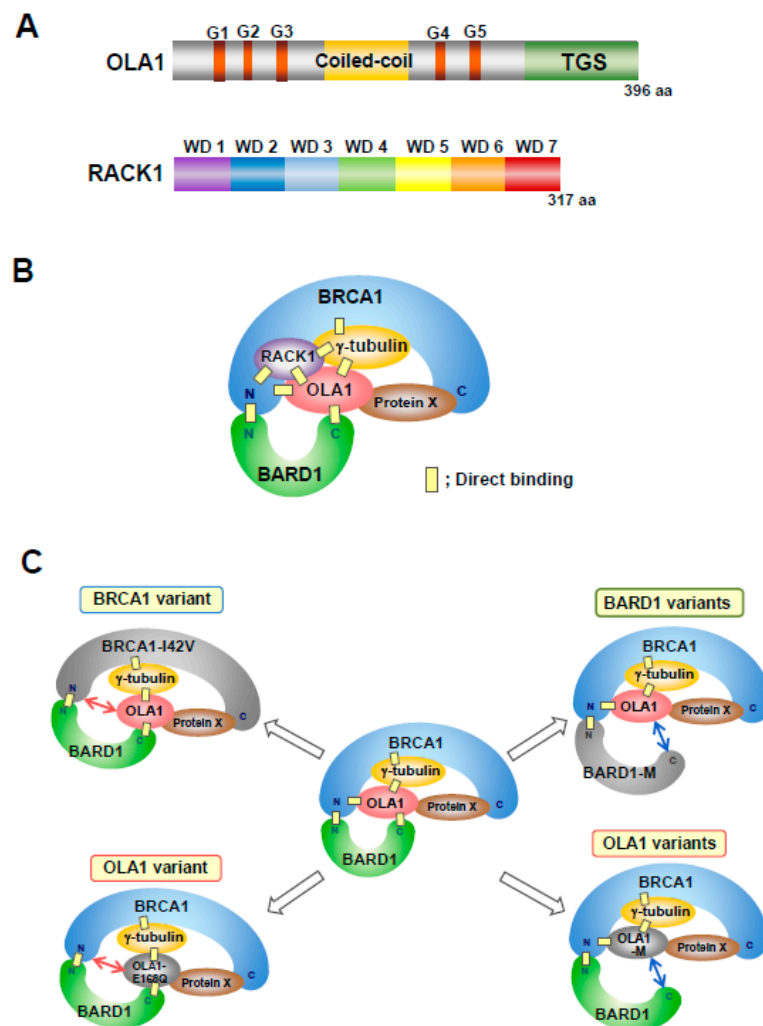 A
G1 G2 G3 G4 G5
OLA1 Coiled-coil TGS
396 aa
WD 1 WD 2 WD 3 WD 4 WD 5 WD 6 WD 7
RACK1
317 aa
B
BRCA1
γ-tubulin
RACK1
OLA1
N
C
Protein X
N
C
BARD1
; Direct binding
C
BRCA1 variant
BRCA1-I42V
γ-tubulin
N
OLA1
Protein X
C
N
C
BARD1
BARD1 variants
BRCA1
γ-tubulin
N
OLA1
Protein X
C
N
C
BARD1-M
BRCA1
γ-tubulin
N
OLA1
Protein X
C
N
C
BARD1
OLA1 variant
BRCA1
γ-tubulin
N
OLA1-
E168Q
Protein X
C
N
C
BARD1
OLA1 variants
BRCA1
γ-tubulin
N
OLA1
-M
Protein X
C
N
C
BARD1